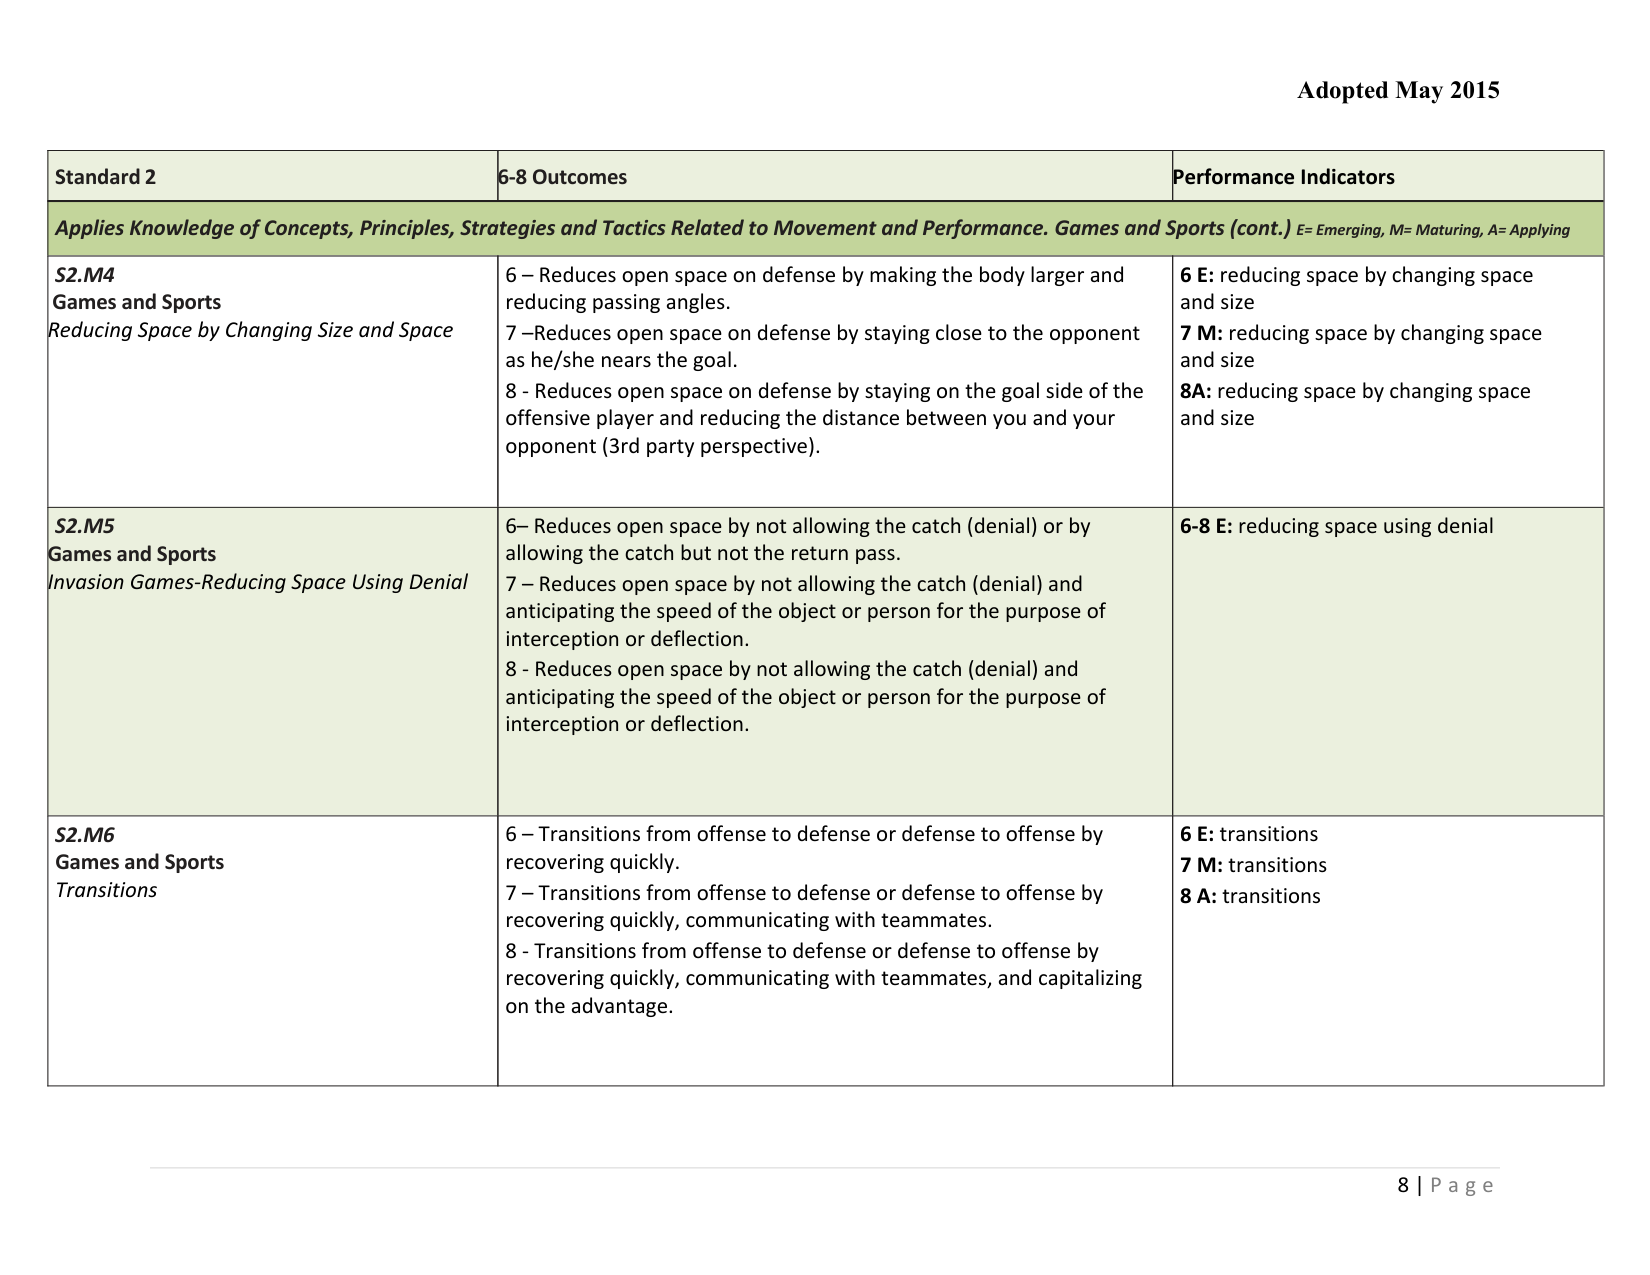 Adopted May 2015
Standard 2
6-8 Outcomes
Performance Indicators
Applies Knowledge of Concepts, Principles, Strategies and Tactics Related to Movement and Performance. Games and Sports (cont.) E= Emerging, M= Maturing, A= Applying
S2.M4
Games and Sports
Reducing Space by Changing Size and Space
6 – Reduces open space on defense by making the body larger and
reducing passing angles.
7 –Reduces open space on defense by staying close to the opponent
as he/she nears the goal.
8 - Reduces open space on defense by staying on the goal side of the
offensive player and reducing the distance between you and your
opponent (3rd party perspective).
6 E: reducing space by changing space
and size
7 M: reducing space by changing space
and size
8A: reducing space by changing space
and size
S2.M5
Games and Sports
Invasion Games-Reducing Space Using Denial
6– Reduces open space by not allowing the catch (denial) or by
allowing the catch but not the return pass.
7 – Reduces open space by not allowing the catch (denial) and
anticipating the speed of the object or person for the purpose of
interception or deflection.
8 - Reduces open space by not allowing the catch (denial) and
anticipating the speed of the object or person for the purpose of
interception or deflection.
6-8 E: reducing space using denial
S2.M6
Games and Sports
Transitions
6 – Transitions from offense to defense or defense to offense by
recovering quickly.
7 – Transitions from offense to defense or defense to offense by
recovering quickly, communicating with teammates.
8 - Transitions from offense to defense or defense to offense by
recovering quickly, communicating with teammates, and capitalizing
on the advantage.
6 E: transitions
7 M: transitions
8 A: transitions
8 | Page